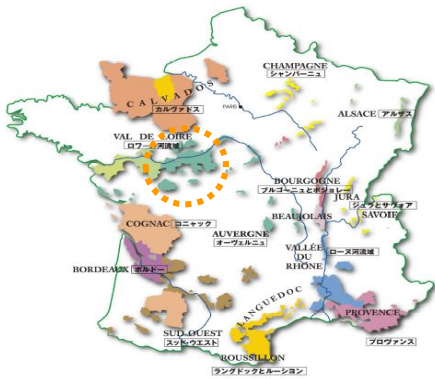 CHAMPAGNE
シャンパーニュ
CALVADOS
カルヴァドス
PARIS
ALSACE アルザス
VAL DE LOIRE
ロワール河流域
BOURGOGNE
ブルゴーニュとボジョレー
JURA
ジュラとサヴォア
SAVOIE
BEAUJOLAIS
COGNAC コニャック
AUVERGNE
オーヴェルニュ
VALLÉE
DU
RHONE
ローヌ河流域
BORDEAUX ボルドー
LANGUEDOC
PROVENCE
プロヴァンス
SUD OUEST
スッド・ウエスト
ROUSSILLON
ラングドックとルーション